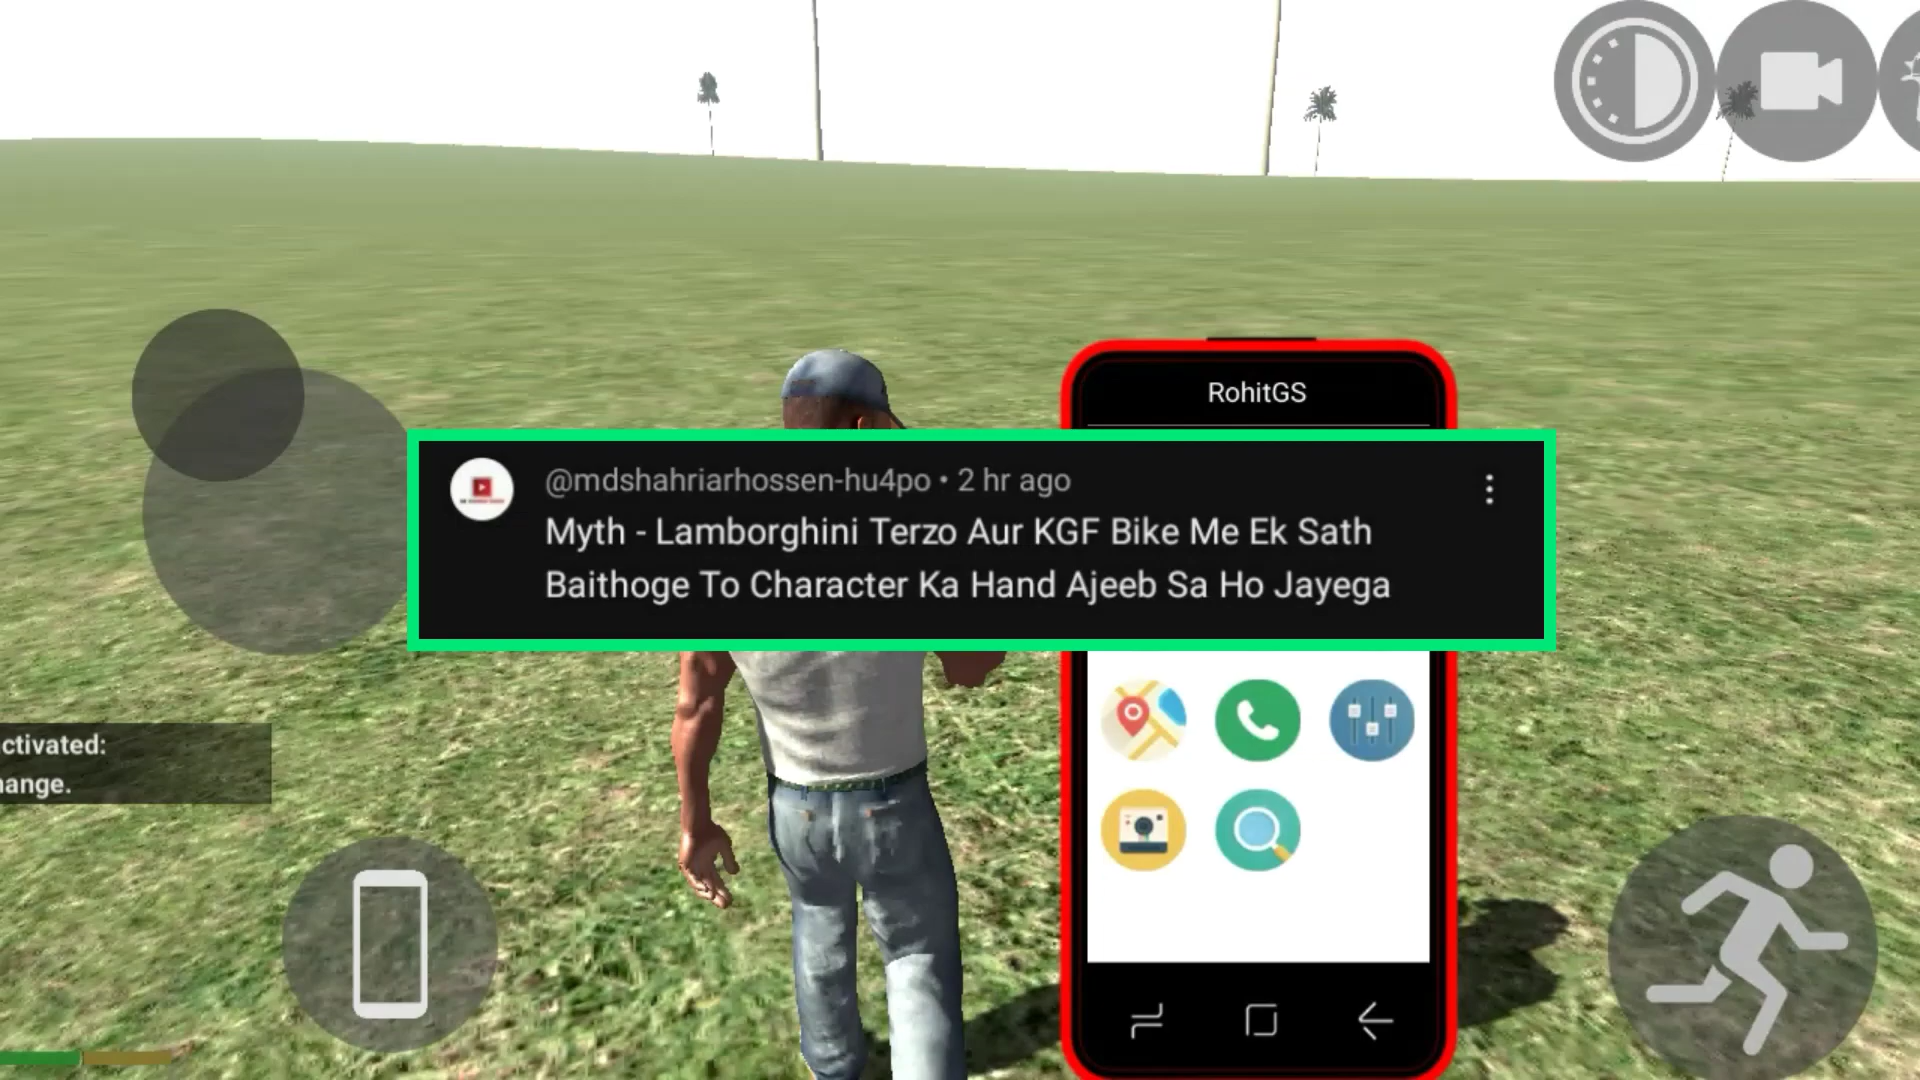 RohitGS
@mdshahriarhossen-hu4po • 2 hr ago
Myth - Lamborghini Terzo Aur KGF Bike Me Ek Sath
Baithoge To Character Ka Hand Ajeeb Sa Ho Jayega
ctivated:
ange.